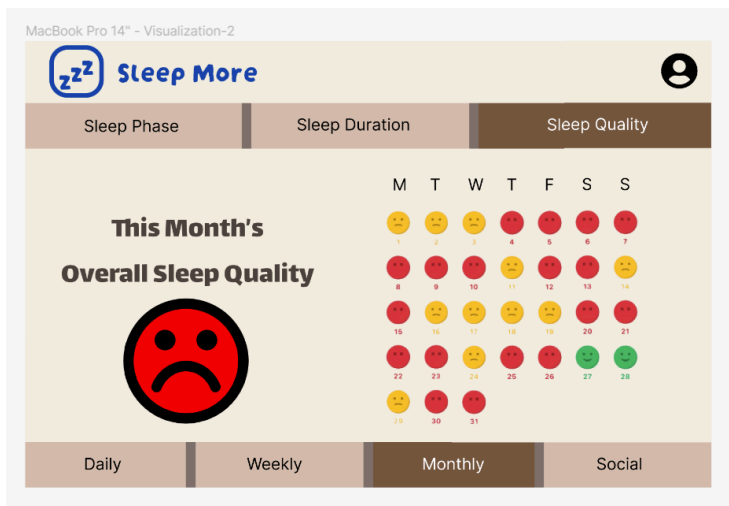 MacBook Pro 14" - Visualization-2
zzz Sleep More
Sleep Phase Sleep Duration Sleep Quality
M T W T F S S
This Month's
Overall Sleep Quality
1 2 3 4 5 6 7
8 9 10 11 12 13 14
15 16 17 18 19 20 21
22 23 24 25 26 27 28
29 30 31
Daily Weekly Monthly Social